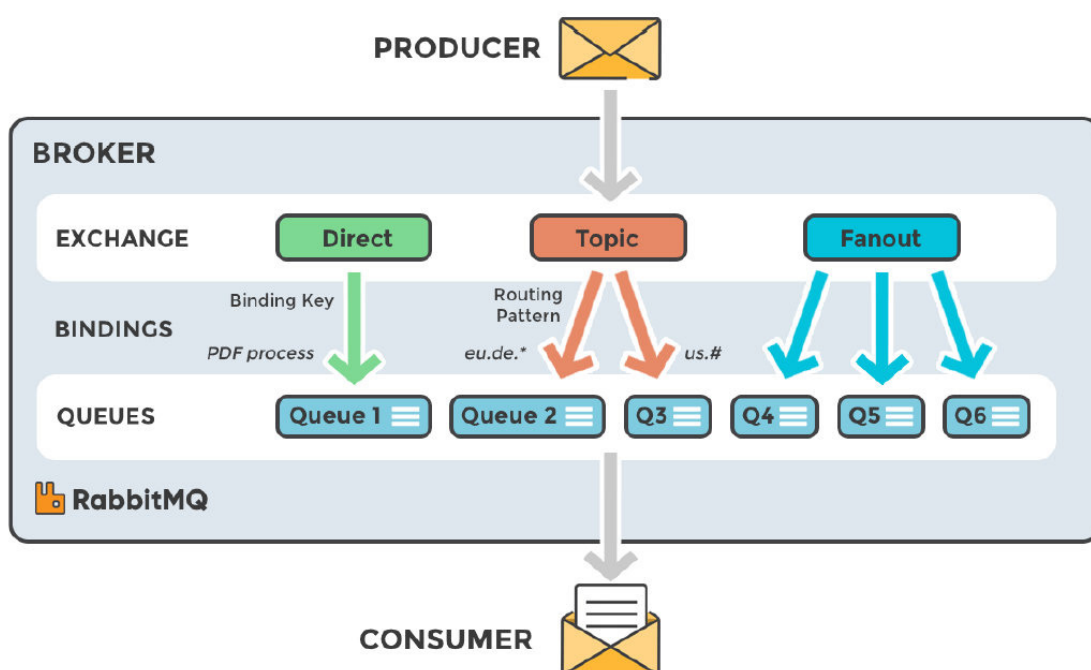 PRODUCER
BROKER
EXCHANGE
Direct
Topic
Fanout
BINDINGS
Binding Key
PDF process
Routing
Pattern
eu.de.*
us.#
QUEUES
Queue 1
Queue 2
Q3
Q4
Q5
Q6
RabbitMQ
CONSUMER